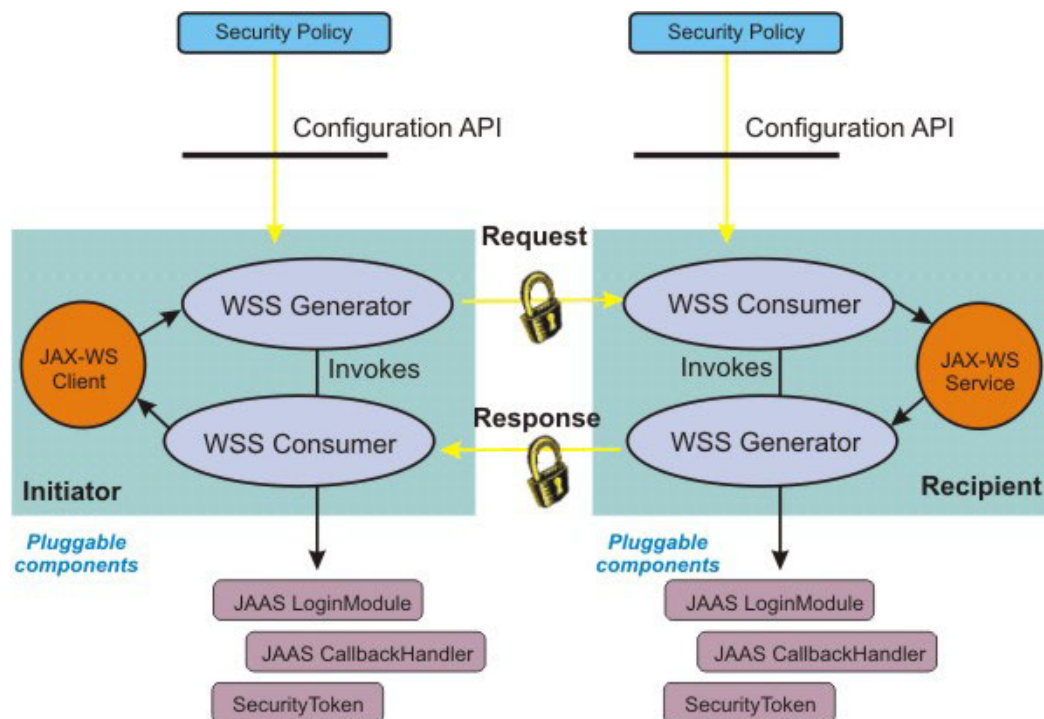 Security Policy
Security Policy
Configuration API
Configuration API
Request
WSS Generator
WSS Consumer
JAX-WS
Client
Invokes
Invokes
JAX-WS
Service
Response
WSS Consumer
WSS Generator
Initiator
Recipient
Pluggable
components
Pluggable
components
JAAS LoginModule
JAAS LoginModule
JAAS CallbackHandler
JAAS CallbackHandler
SecurityToken
SecurityToken